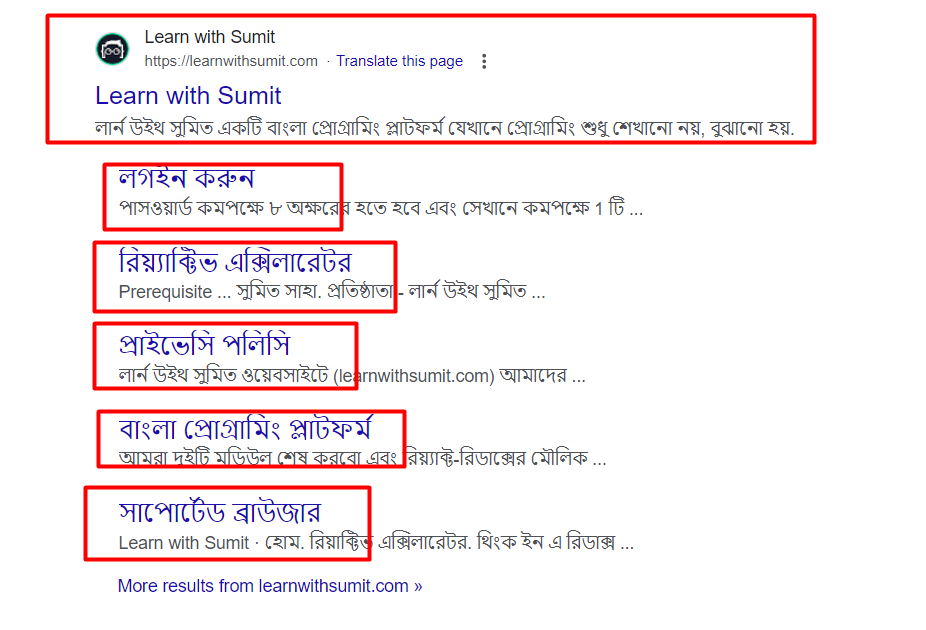 Learn with Sumit
https://learnwithsumit.com · Translate this page
Learn with Sumit
লার্ন উইথ সুমিত একটি বাংলা প্রোগ্রামিং প্লাটফর্ম যেখানে প্রোগ্রামিং শুধু শেখানো নয়, বুঝানো হয়.
লগইন করুন
পাসওয়ার্ড কমপক্ষে ৮ অক্ষরের হতে হবে এবং সেখানে কমপক্ষে 1 টি ...
রিয়্যাক্টিভ এক্সিলারেটর
Prerequisite ... সুমিত সাহা. প্রতিষ্ঠাতা - লার্ন উইথ সুমিত ...
প্রাইভেসি পলিসি
লার্ন উইথ সুমিত ওয়েবসাইটে (learnwithsumit.com) আমাদের ...
বাংলা প্রোগ্রামিং প্লাটফর্ম
আমরা দুইটি মডিউল শেষ করবো এবং রিয়্যাক্ট-রিডাক্সের মৌলিক ...
সাপোর্টেড ব্রাউজার
Learn with Sumit · হোম. রিয়াক্টিভ এক্সিলারেটর. থিংক ইন এ রিডাক্স ...
More results from learnwithsumit.com »